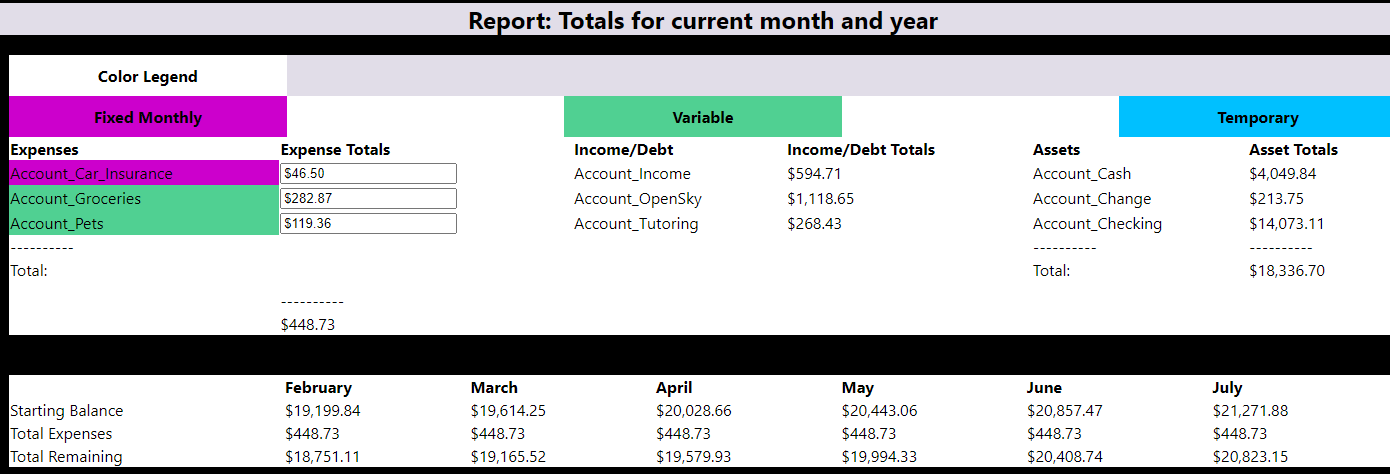 Report: Totals for current month and year
Color Legend
Fixed Monthly Variable Temporary
Expenses Expense Totals Income/Debt Income/Debt Totals Assets Asset Totals
Account_Car_Insurance $46.50 Account_Income $594.71 Account_Cash $4,049.84
Account_Groceries $282.87 Account_OpenSky $1,118.65 Account_Change $213.75
Account_Pets $119.36 Account_Tutoring $268.43 Account_Checking $14,073.11
---------- ---------- ----------
Total: Total: $18,336.70
----------
$448.73
February March April May June July
Starting Balance $19,199.84 $19,614.25 $20,028.66 $20,443.06 $20,857.47 $21,271.88
Total Expenses $448.73 $448.73 $448.73 $448.73 $448.73 $448.73
Total Remaining $18,751.11 $19,165.52 $19,579.93 $19,994.33 $20,408.74 $20,823.15